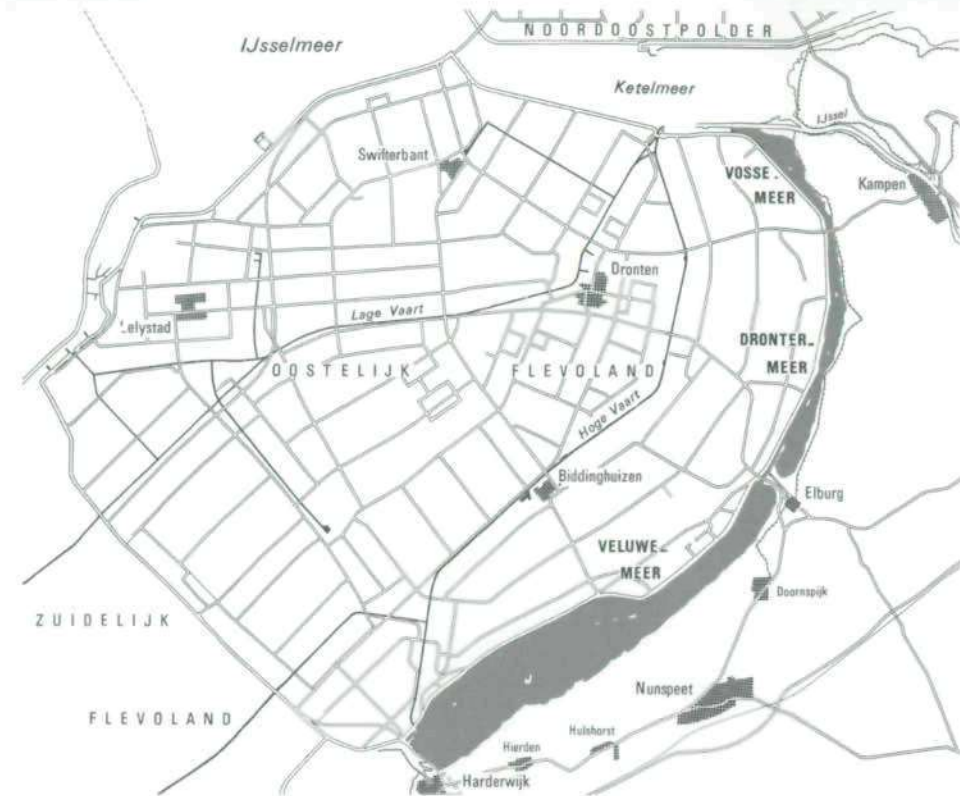 NOORDOOSTPOLDER
IJsselmeer
Ketelmeer
IJssel
Swifterbant
VOSSE-
MEER
Kampen
Dronten
Lage Vaart
Lelystad
DRONTER-
MEER
OOSTELIJK FLEVOLAND
Hoge Vaart
Biddinghuizen
Elburg
VELUWE-
MEER
Doornspijk
ZUIDELIJK
FLEVOLAND
Nunspeet
Hulshorst
Hierden
Harderwijk